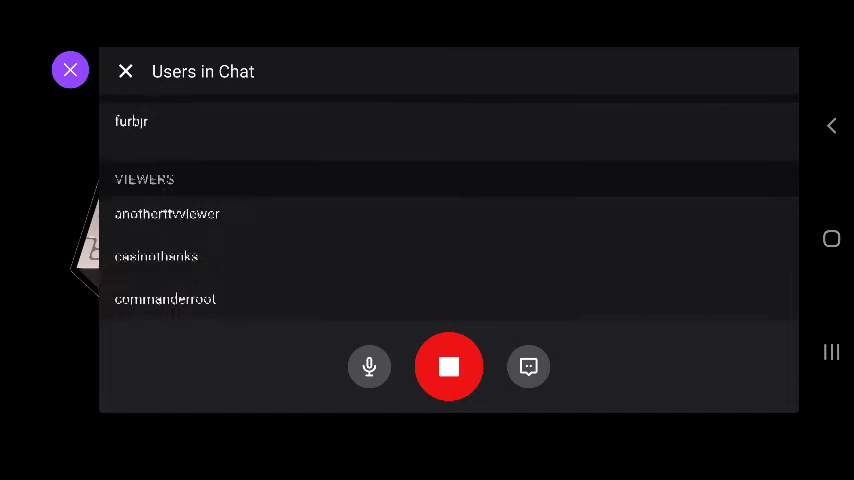 Users in Chat
furbjr
VIEWERS
anotherttvviewer
casinothanks
commanderroot